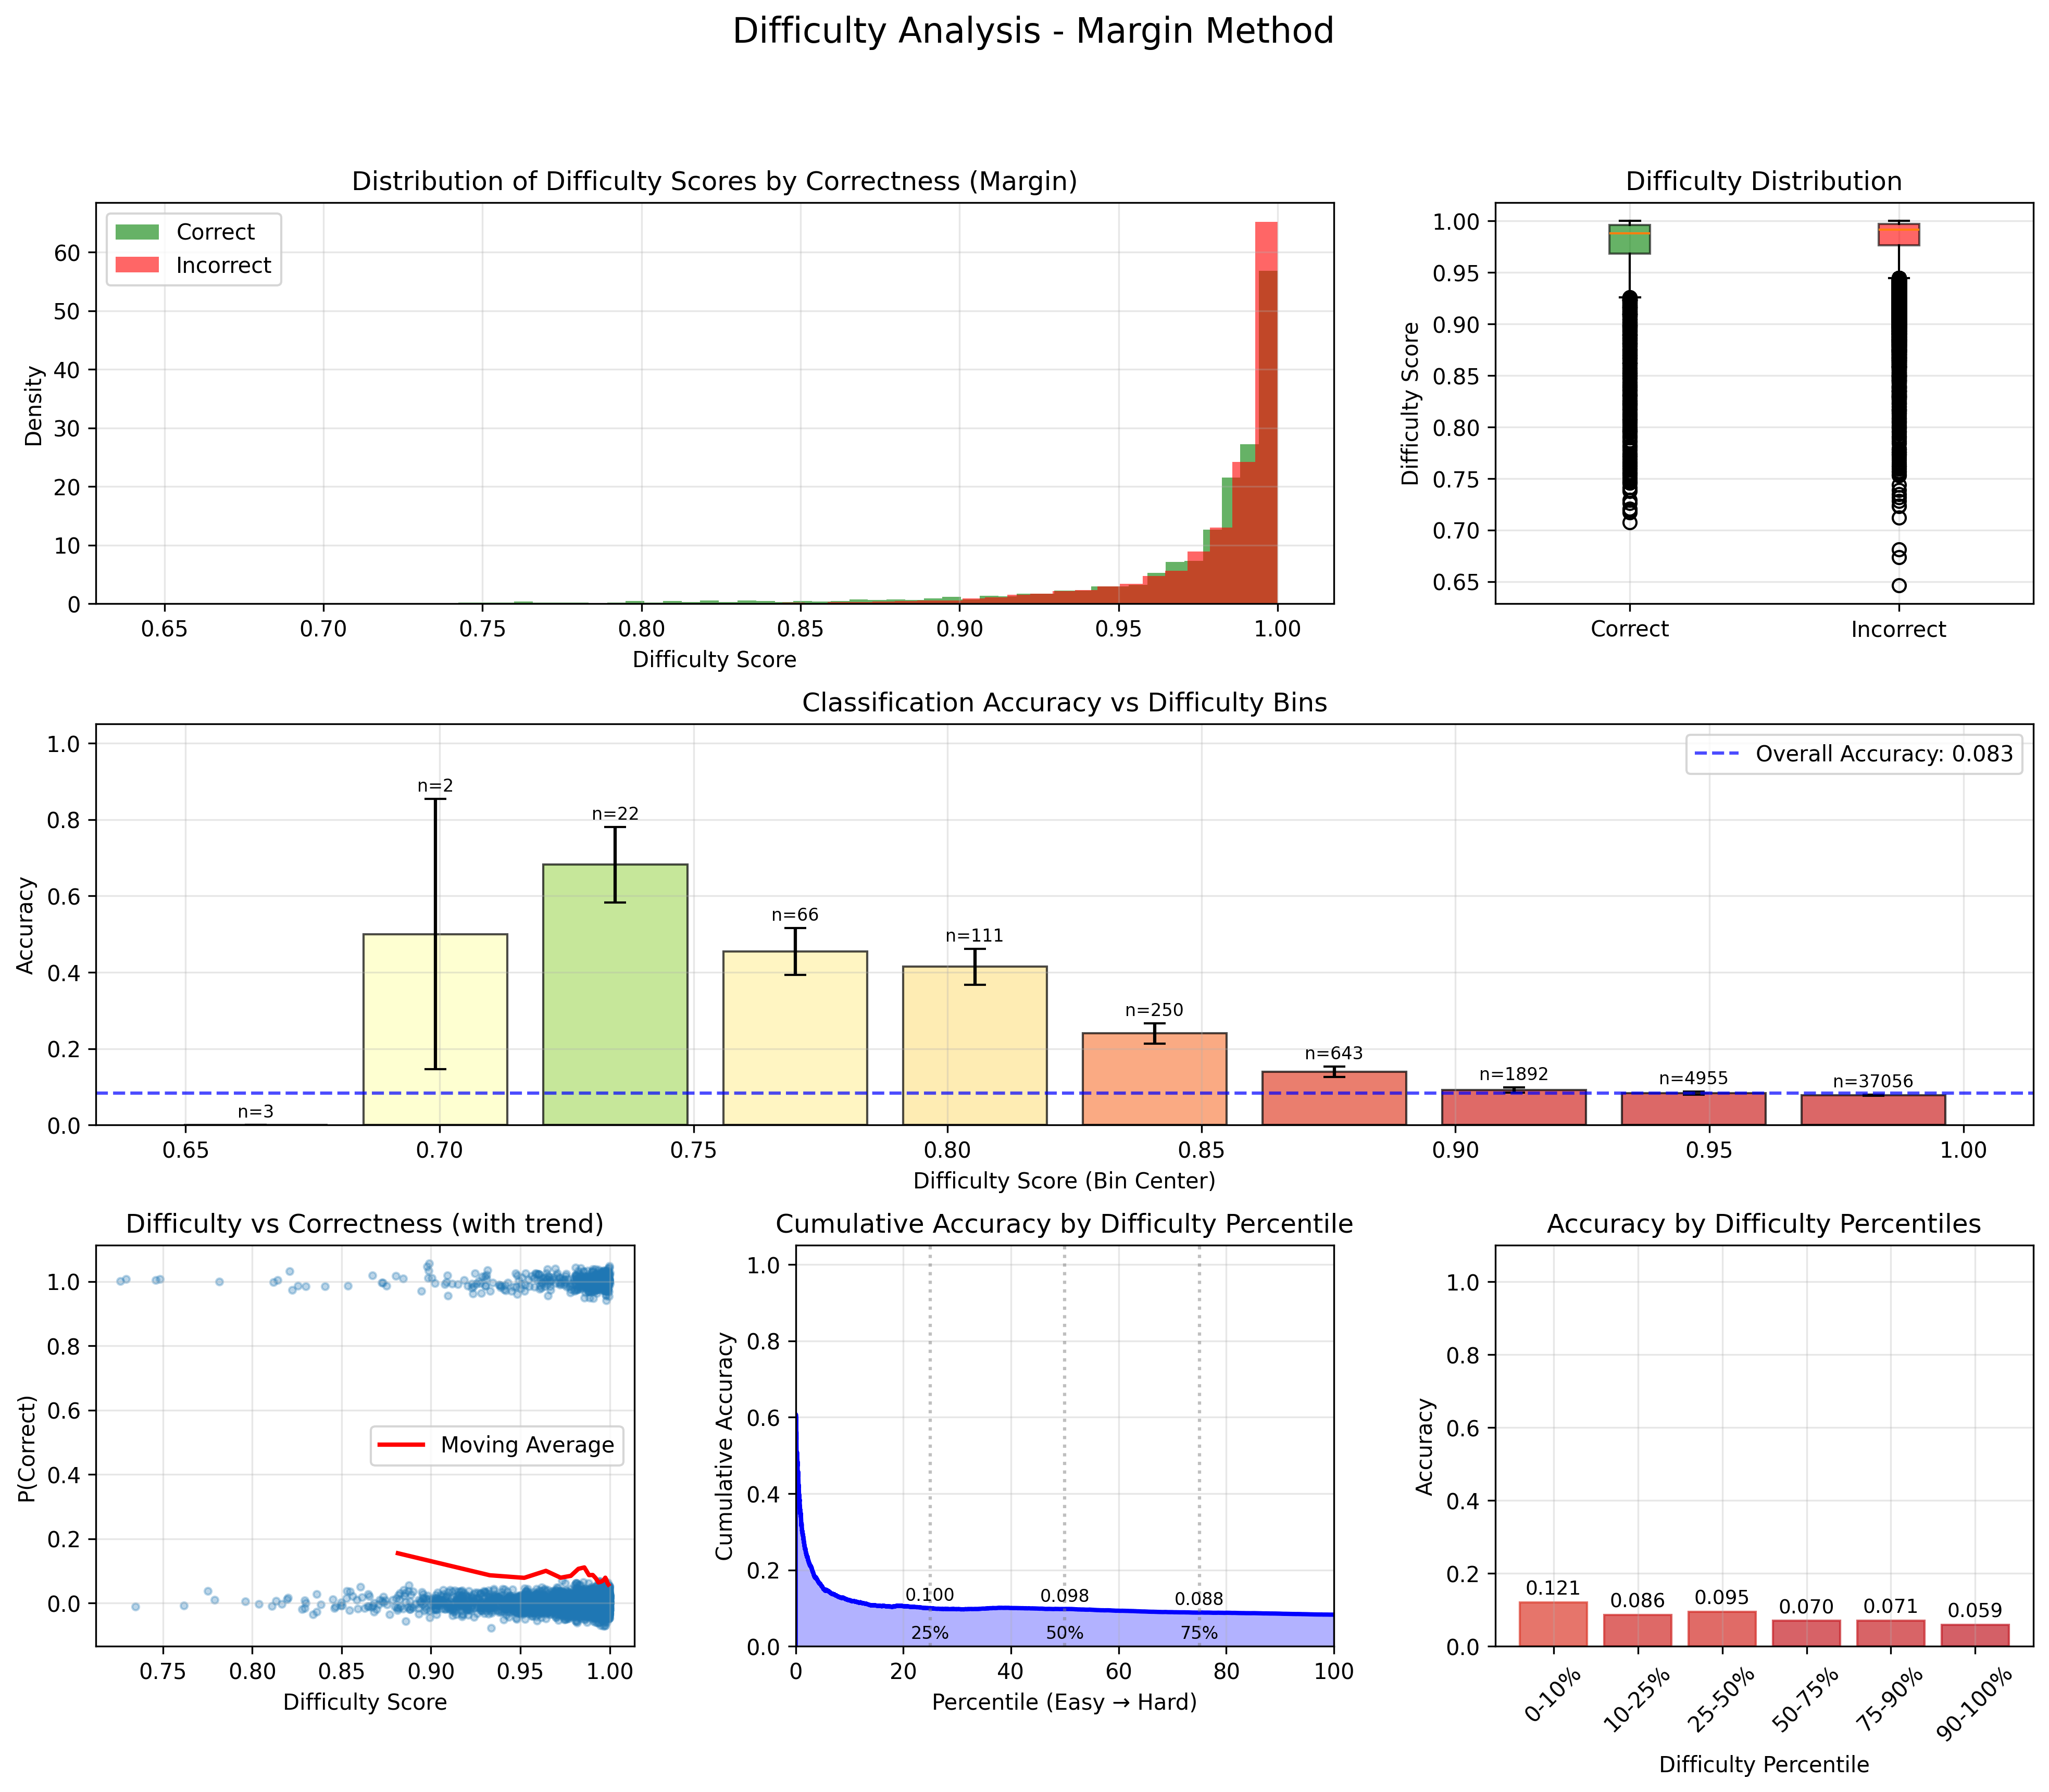 Difficulty Analysis - Margin Method
Distribution of Difficulty Scores by Correctness (Margin)
Correct
Incorrect
60
50
40
30
20
10
0
Density
0.65 0.70 0.75 0.80 0.85 0.90 0.95 1.00
Difficulty Score
Difficulty Distribution
1.00
0.95
0.90
0.85
0.80
0.75
0.70
0.65
Difficulty Score
Correct Incorrect
Classification Accuracy vs Difficulty Bins
Overall Accuracy: 0.083
1.0
0.8
0.6
0.4
0.2
0.0
Accuracy
n=3
n=2
n=22
n=66
n=111
n=250
n=643
n=1892
n=4955
n=37056
0.65 0.70 0.75 0.80 0.85 0.90 0.95 1.00
Difficulty Score (Bin Center)
Difficulty vs Correctness (with trend)
1.0
0.8
0.6
0.4
0.2
0.0
P(Correct)
Moving Average
0.75 0.80 0.85 0.90 0.95 1.00
Difficulty Score
Cumulative Accuracy by Difficulty Percentile
1.0
0.8
0.6
0.4
0.2
0.0
Cumulative Accuracy
0.100 0.098 0.088
25% 50% 75%
0 20 40 60 80 100
Percentile (Easy → Hard)
Accuracy by Difficulty Percentiles
1.0
0.8
0.6
0.4
0.2
0.0
Accuracy
0.121 0.086 0.095 0.070 0.071 0.059
0-10% 10-25% 25-50% 50-75% 75-90% 90-100%
Difficulty Percentile